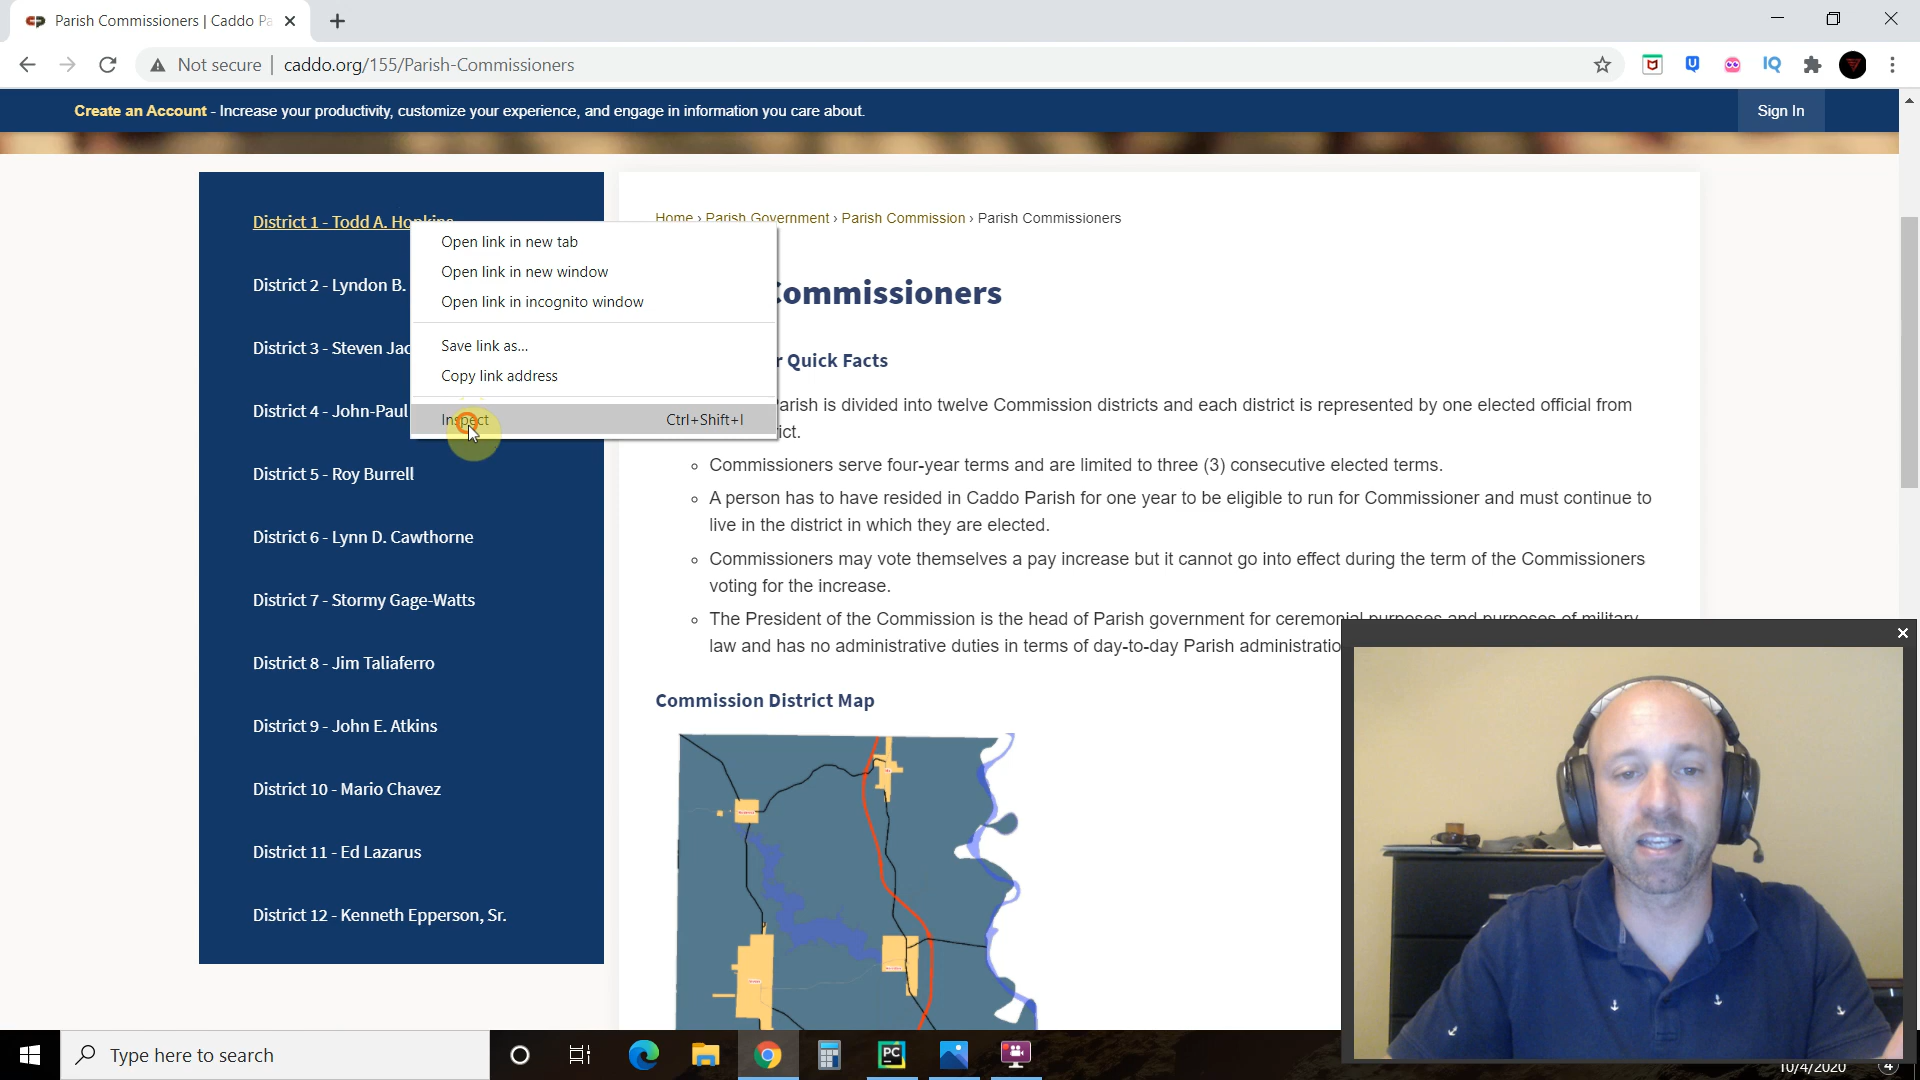 Parish Commissioners | Caddo Pa
Not secure | caddo.org/155/Parish-Commissioners
IQ
Create an Account - Increase your productivity, customize your experience, and engage in information you care about.
Sign In
District 1 - Todd A. Hopkins
District 2 - Lyndon B.
District 3 - Steven Jac
District 4 - John-Paul
District 5 - Roy Burrell
District 6 - Lynn D. Cawthorne
District 7 - Stormy Gage-Watts
District 8 - Jim Taliaferro
District 9 - John E. Atkins
District 10 - Mario Chavez
District 11 - Ed Lazarus
District 12 - Kenneth Epperson, Sr.
Open link in new tab
Open link in new window
Open link in incognito window
Save link as...
Copy link address
Inspect Ctrl+Shift+I
Home › Parish Government › Parish Commission › Parish Commissioners
Commissioners
r Quick Facts
Parish is divided into twelve Commission districts and each district is represented by one elected official from
ict.
Commissioners serve four-year terms and are limited to three (3) consecutive elected terms.
A person has to have resided in Caddo Parish for one year to be eligible to run for Commissioner and must continue to
live in the district in which they are elected.
Commissioners may vote themselves a pay increase but it cannot go into effect during the term of the Commissioners
voting for the increase.
The President of the Commission is the head of Parish government for ceremonial purposes and purposes of military
law and has no administrative duties in terms of day-to-day Parish administratio
Commission District Map
Type here to search
PC
10/4/2020
4